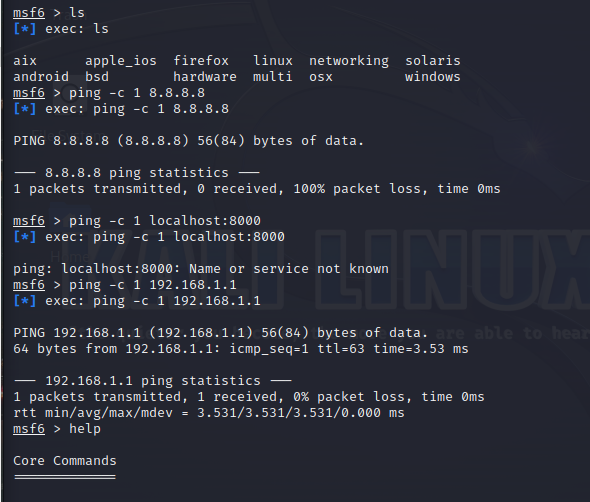 msf6 > ls
[*] exec: ls

aix      apple_ios  firefox   linux  networking  solaris
android  bsd        hardware  multi  osx         windows
msf6 > ping -c 1 8.8.8.8
[*] exec: ping -c 1 8.8.8.8

PING 8.8.8.8 (8.8.8.8) 56(84) bytes of data.

--- 8.8.8.8 ping statistics ---
1 packets transmitted, 0 received, 100% packet loss, time 0ms

msf6 > ping -c 1 localhost:8000
[*] exec: ping -c 1 localhost:8000

ping: localhost:8000: Name or service not known
msf6 > ping -c 1 192.168.1.1
[*] exec: ping -c 1 192.168.1.1

PING 192.168.1.1 (192.168.1.1) 56(84) bytes of data.
64 bytes from 192.168.1.1: icmp_seq=1 ttl=63 time=3.53 ms

--- 192.168.1.1 ping statistics ---
1 packets transmitted, 1 received, 0% packet loss, time 0ms
rtt min/avg/max/mdev = 3.531/3.531/3.531/0.000 ms
msf6 > help

Core Commands
=============
KALI LINUX
are able to hear